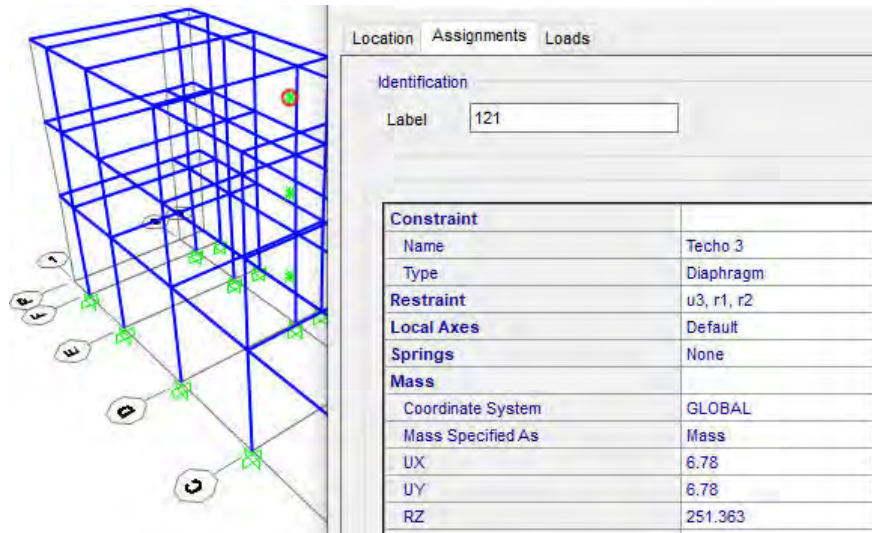 Location Assignments Loads
Identification
Label 121
Constraint
Name Techo 3
Type Diaphragm
Restraint u3, r1, r2
Local Axes Default
Springs None
Mass
Coordinate System GLOBAL
Mass Specified As Mass
UX 6.78
UY 6.78
RZ 251.363
1
F
E
D
C